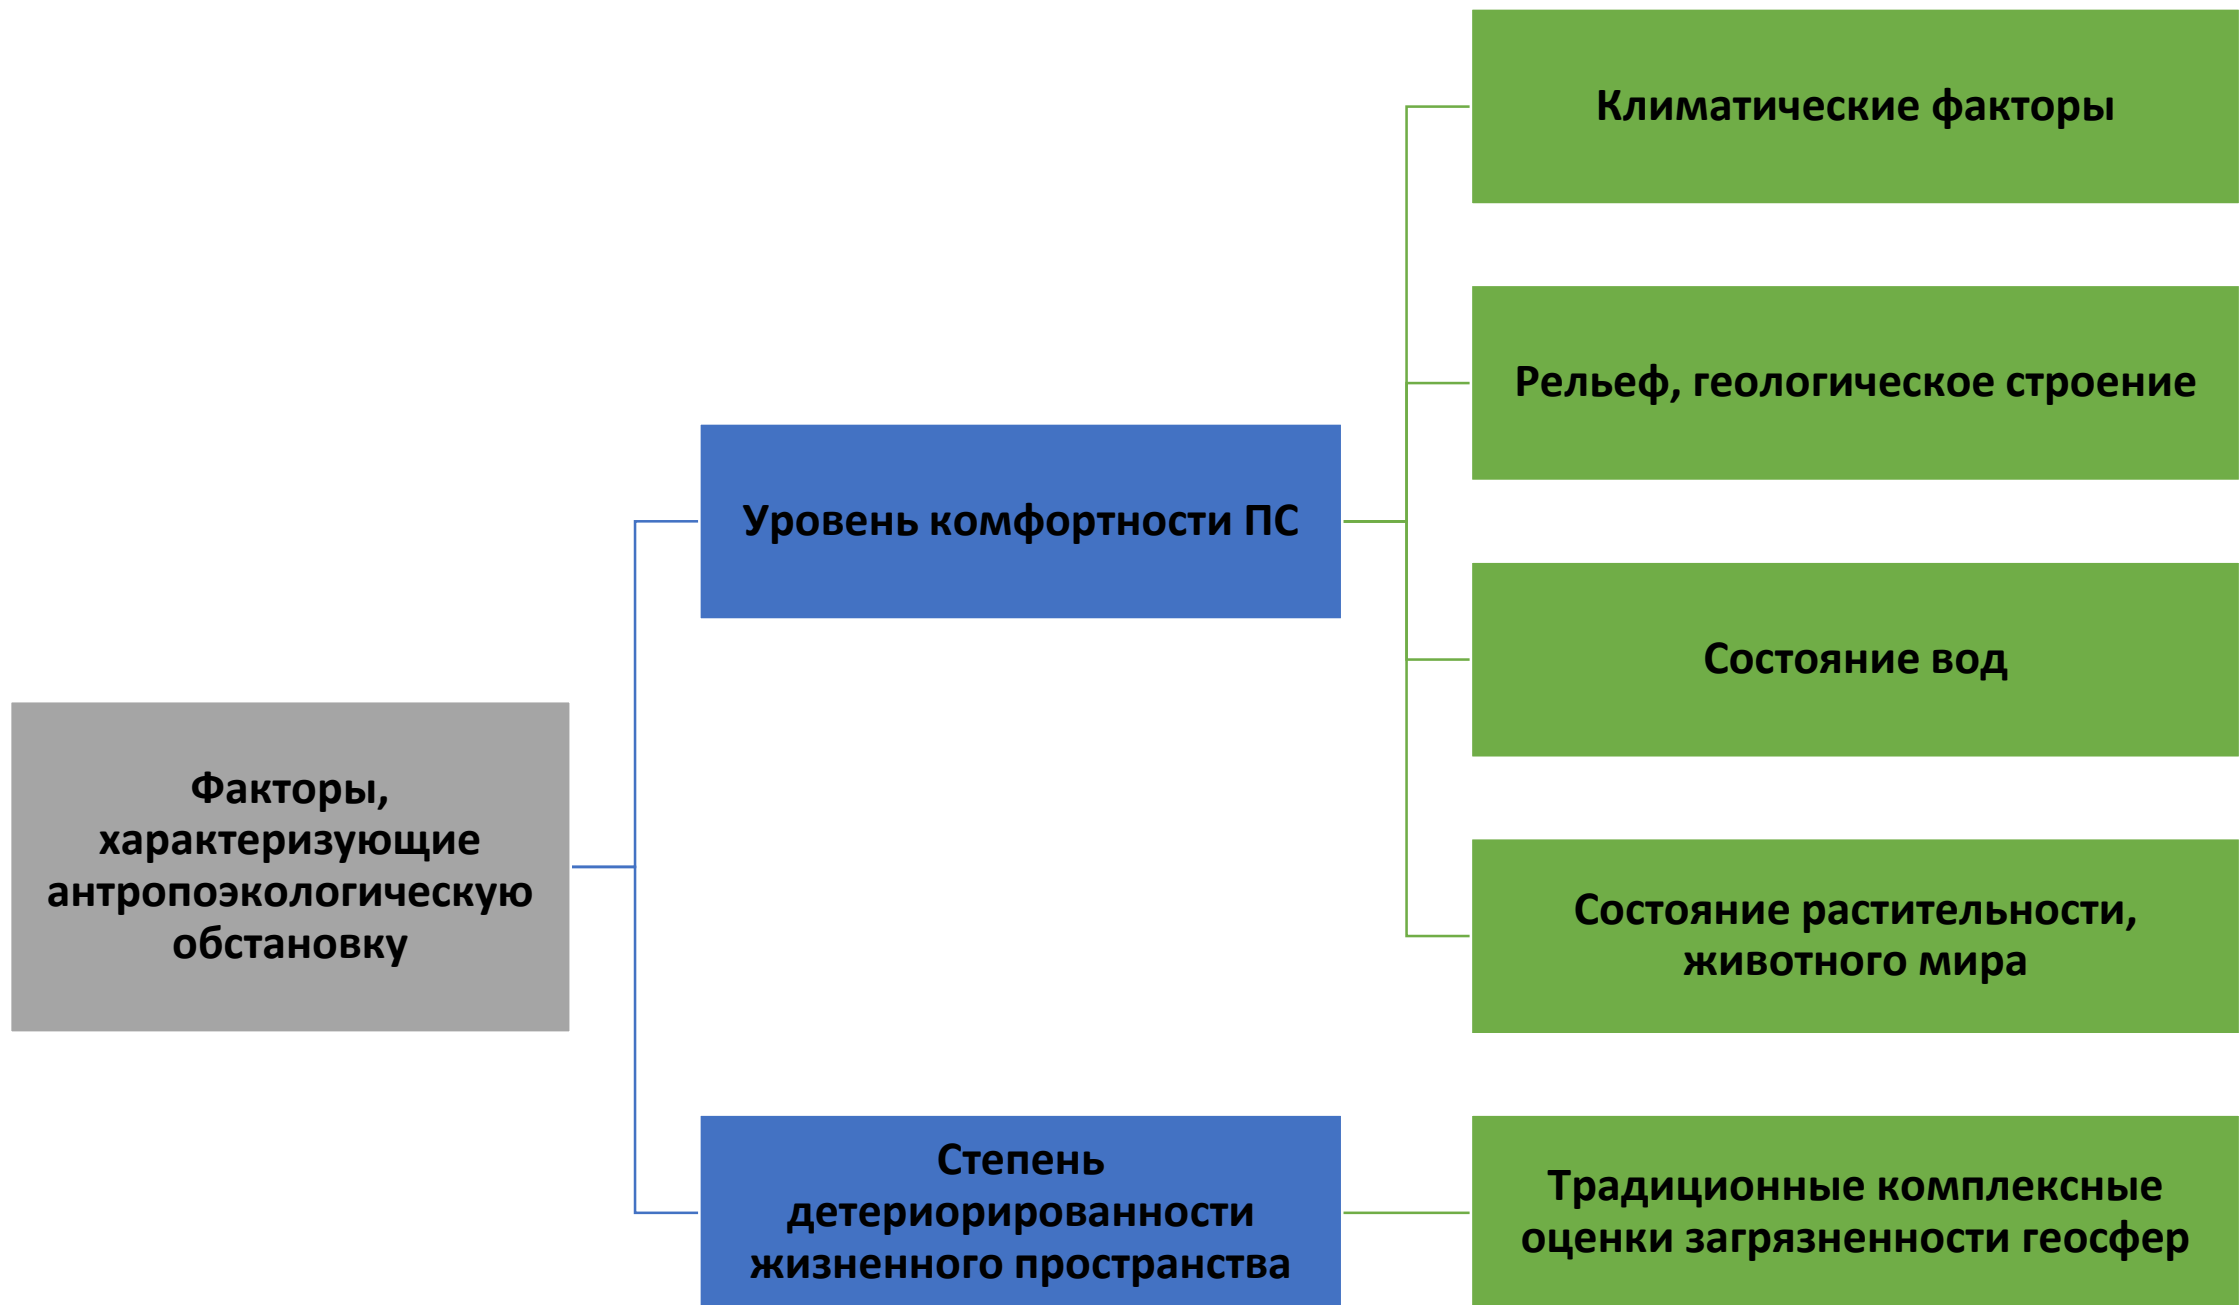 Факторы,
характеризующие
антропоэкологическую
обстановку
Уровень комфортности ПС
Климатические факторы
Рельеф, геологическое строение
Состояние вод
Состояние растительности,
животного мира
Степень
детериорированности
жизненного пространства
Традиционные комплексные
оценки загрязненности геосфер